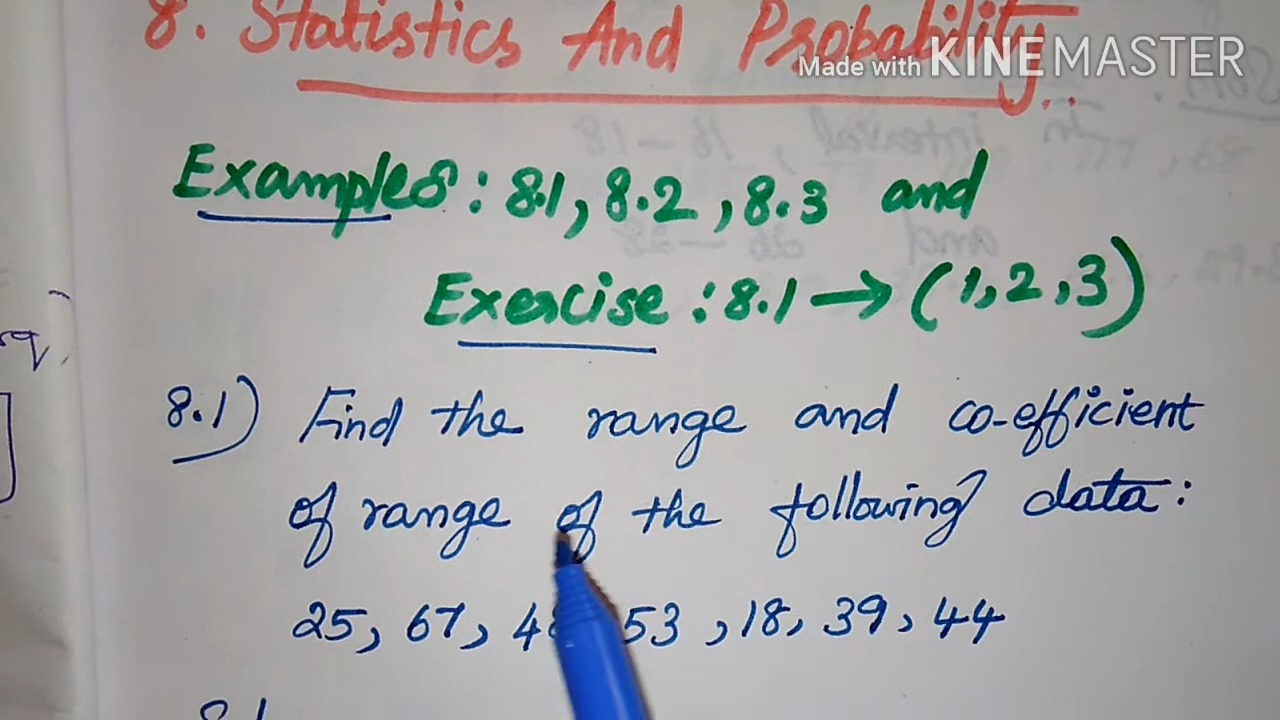 8. Statistics And Probability..
Made with KINEMASTER
Examples: 8.1, 8.2, 8.3 and
Exercise: 8.1 → (1, 2, 3)
8.1) Find the range and co-efficient
of range of the following data:
25, 67, 53, 18, 39, 44